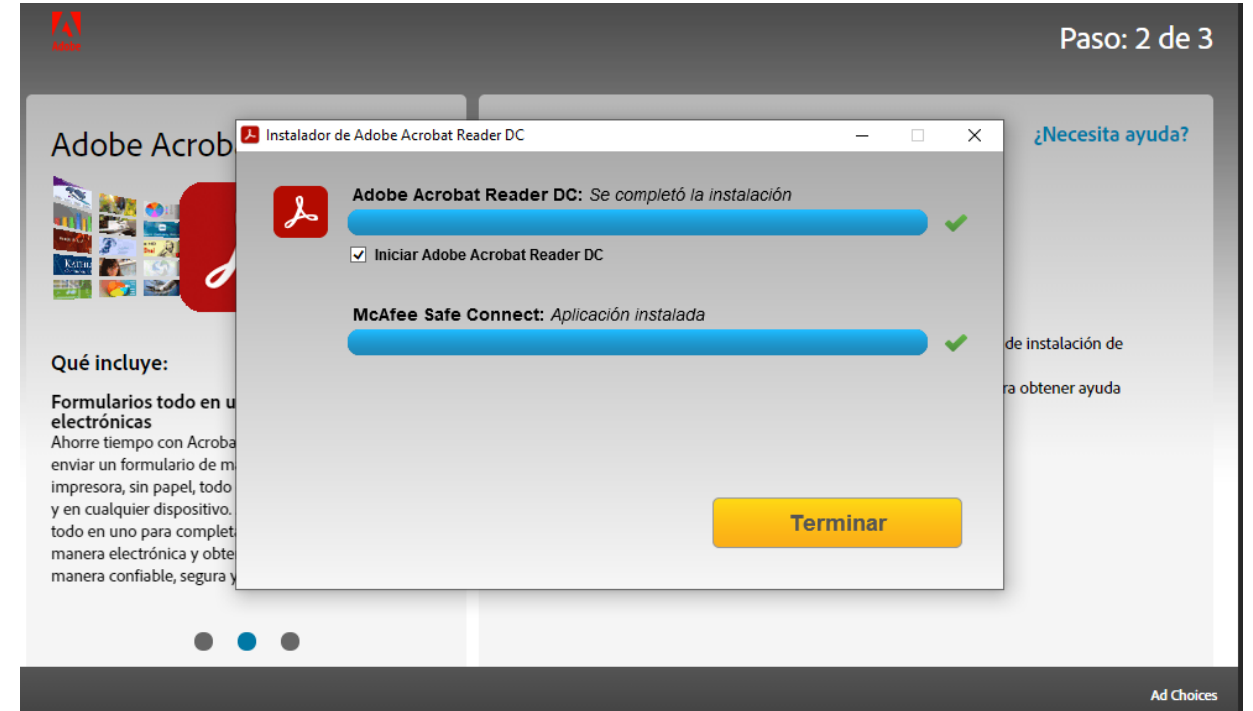 Adobe
Paso: 2 de 3
Adobe Acrob
¿Necesita ayuda?
Instalador de Adobe Acrobat Reader DC
Adobe Acrobat Reader DC: Se completó la instalación
Iniciar Adobe Acrobat Reader DC
McAfee Safe Connect: Aplicación instalada
Terminar
Qué incluye:
Formularios todo en u
electrónicas
Ahorre tiempo con Acroba
enviar un formulario de m
impresora, sin papel, todo
y en cualquier dispositivo.
todo en uno para complet
manera electrónica y obte
manera confiable, segura y
de instalación de
ra obtener ayuda
Ad Choices